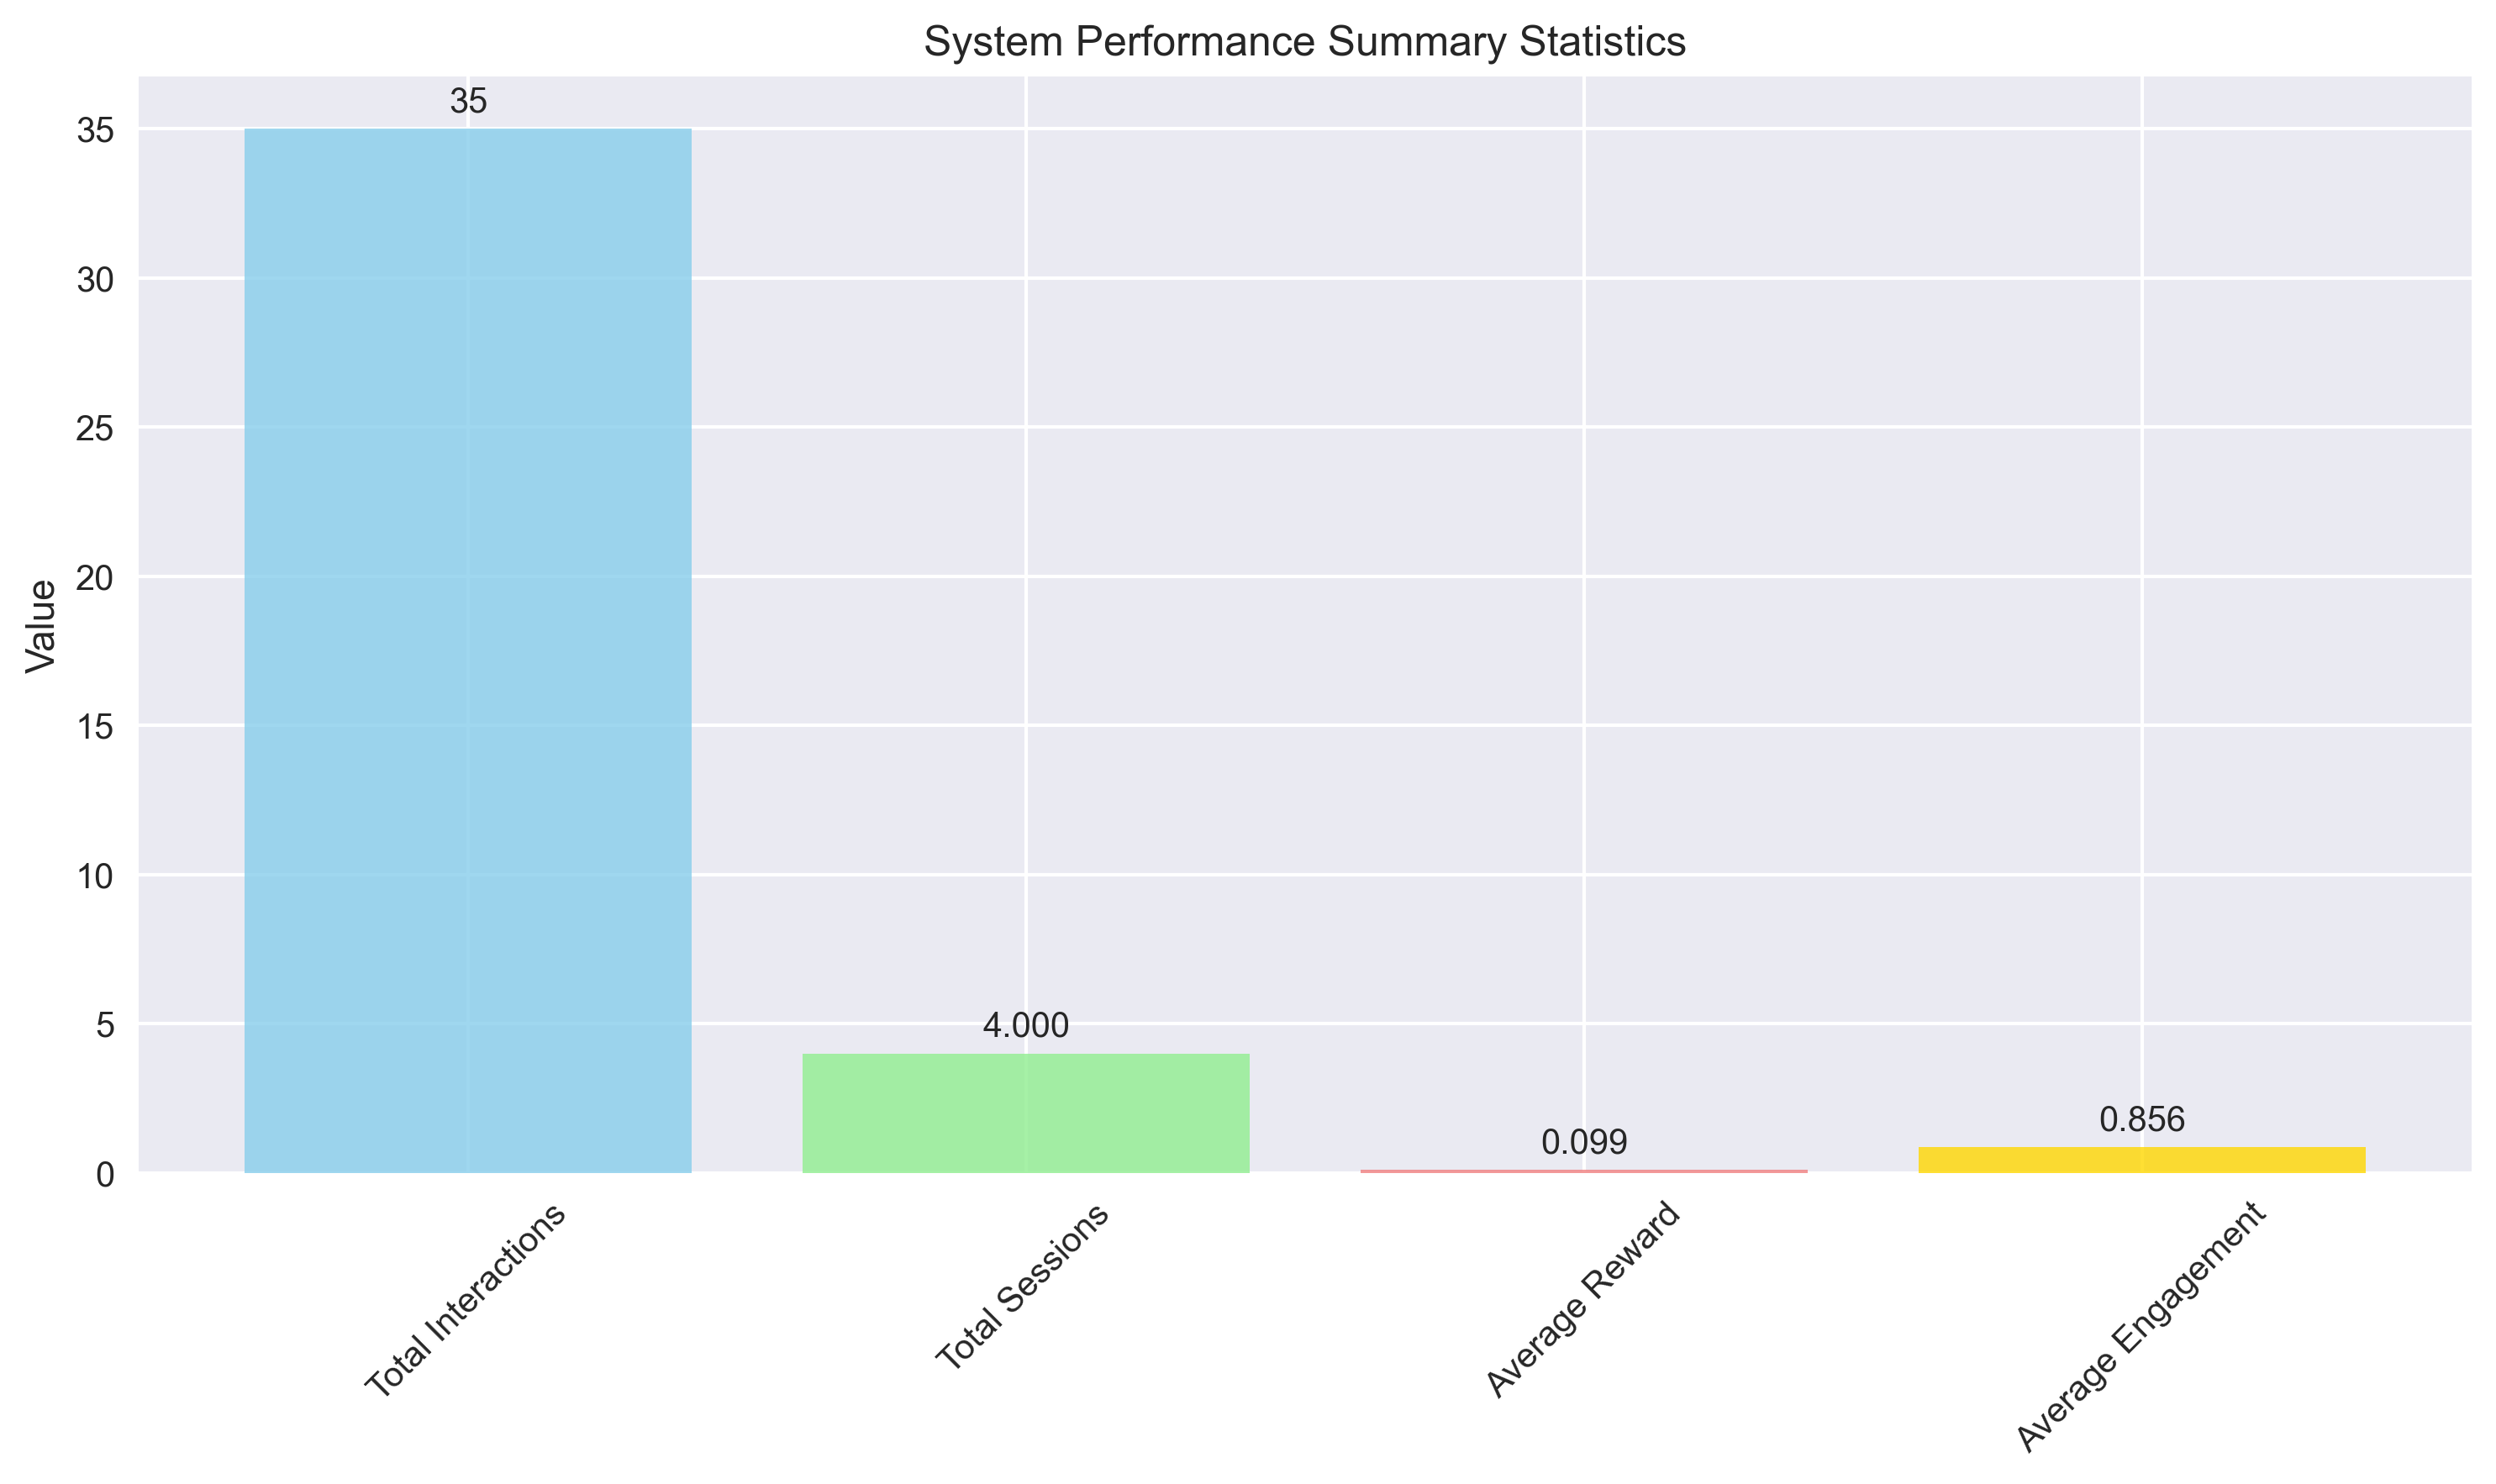 System Performance Summary Statistics
Value
35
30
25
20
15
10
5
0
35
4.000
0.099
0.856
Total Interactions
Total Sessions
Average Reward
Average Engagement